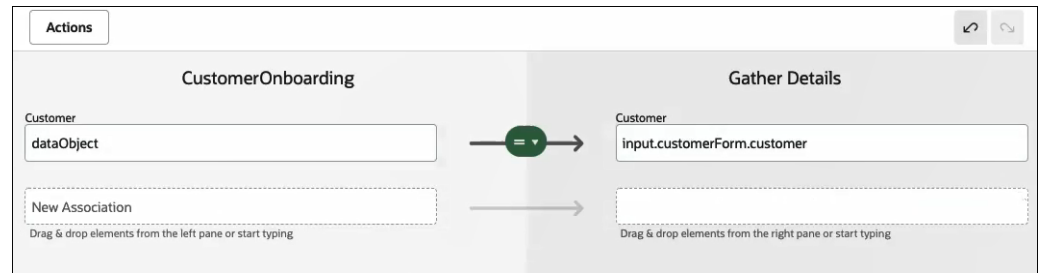 Actions
CustomerOnboarding
Gather Details
Customer
Customer
dataObject
=
input.customerForm.customer
New Association
Drag & drop elements from the left pane or start typing
Drag & drop elements from the right pane or start typing